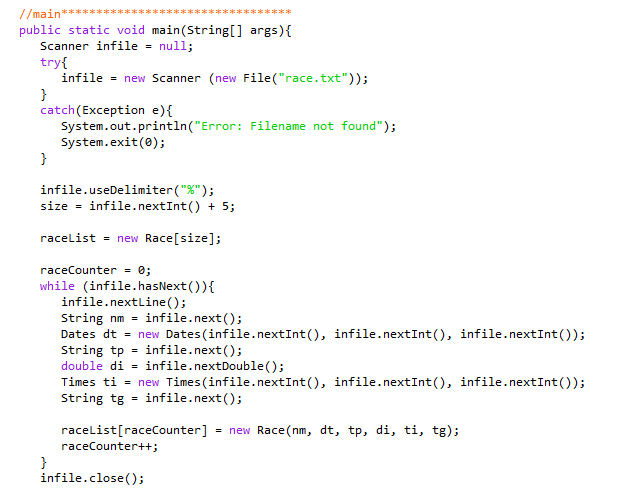 //main*********************************
public static void main(String[] args){
Scanner infile = null;
try{
infile = new Scanner (new File("race.txt"));
}
catch(Exception e){
System.out.println("Error: Filename not found");
System.exit(0);
}
infile.useDelimiter("%");
size = infile.nextInt() + 5;
raceList = new Race[size];
raceCounter = 0;
while (infile.hasNext()){
infile.nextLine();
String nm = infile.next();
Dates dt = new Dates(infile.nextInt(), infile.nextInt(), infile.nextInt());
String tp = infile.next();
double di = infile.nextDouble();
Times ti = new Times(infile.nextInt(), infile.nextInt(), infile.nextInt());
String tg = infile.next();
raceList[raceCounter] = new Race(nm, dt, tp, di, ti, tg);
raceCounter++;
}
infile.close();